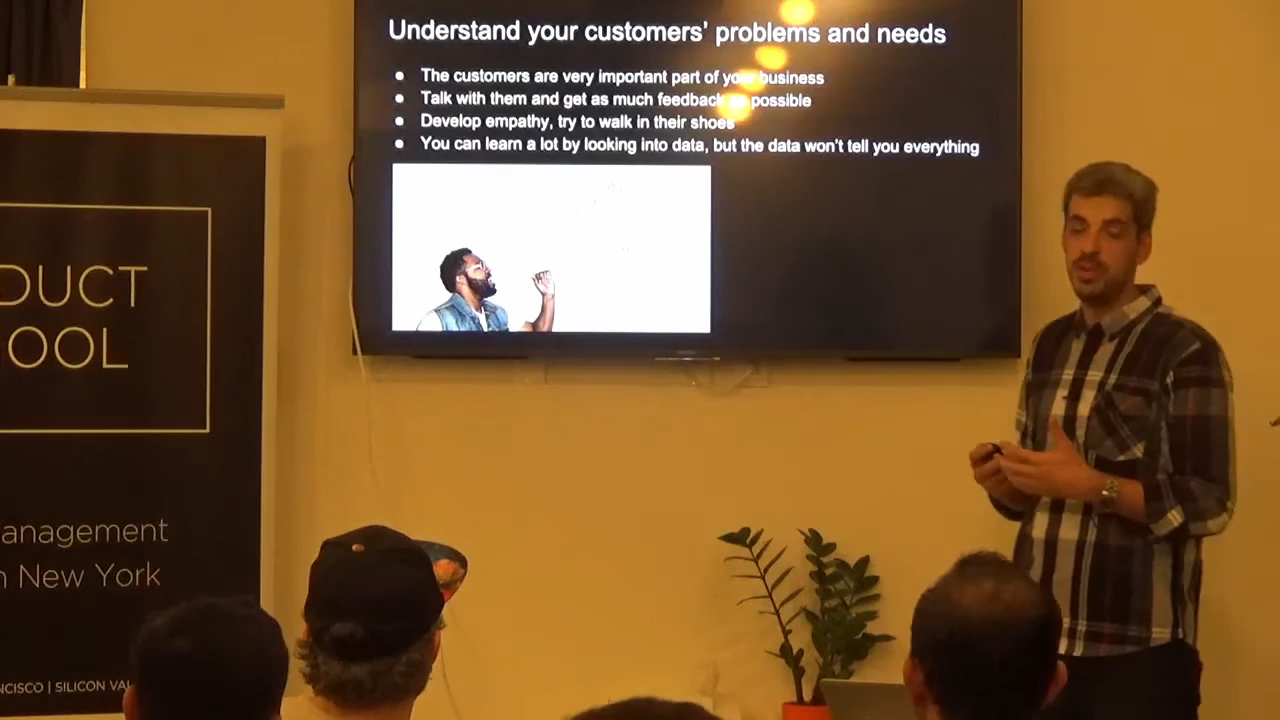 Understand your customers’ problems and needs
● The customers are very important part of your business
● Talk with them and get as much feedback as possible
● Develop empathy, try to walk in their shoes
● You can learn a lot by looking into data, but the data won't tell you everything
DUCT
OOL
anagement
n New York
NCISCO | SILICON VAL